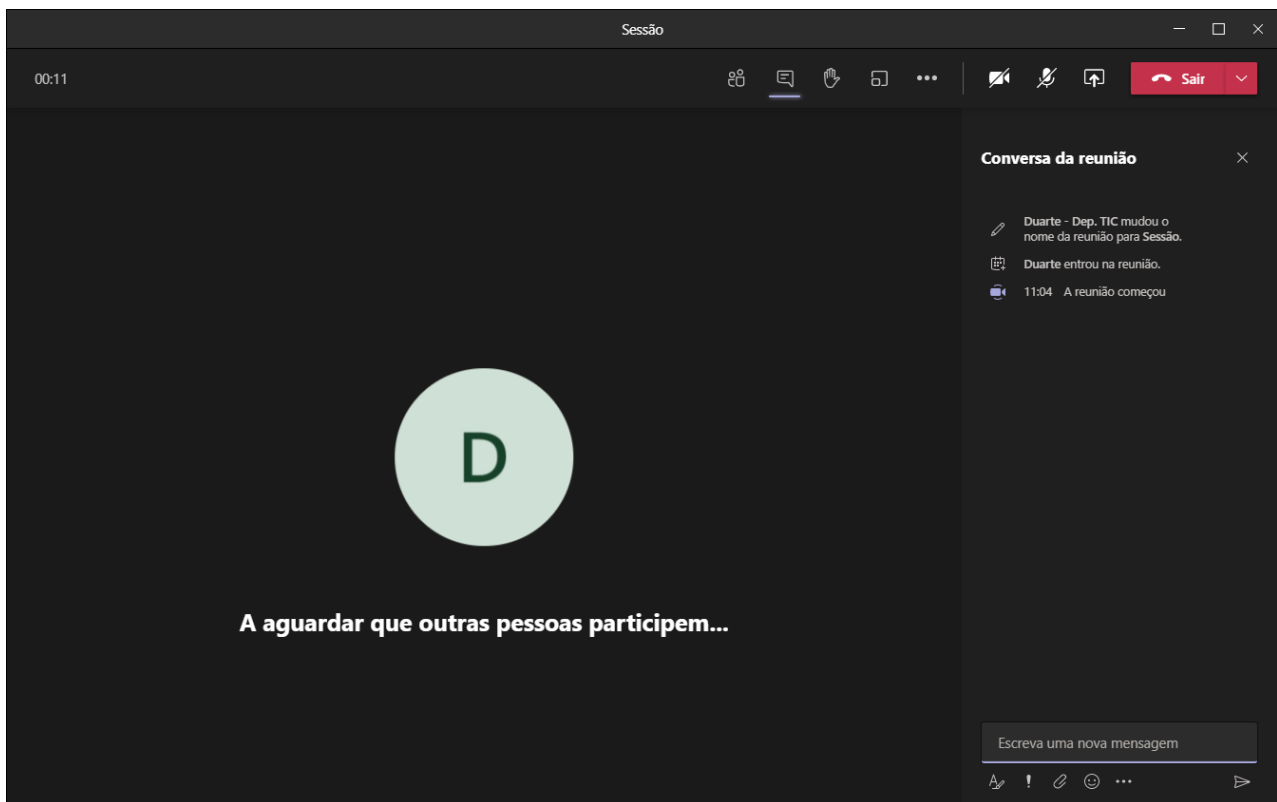 Sessão
00:11
Sair
Conversa da reunião
Duarte - Dep. TIC mudou o
nome da reunião para Sessão.
Duarte entrou na reunião.
11:04 A reunião começou
D
A aguardar que outras pessoas participem...
Escreva uma nova mensagem